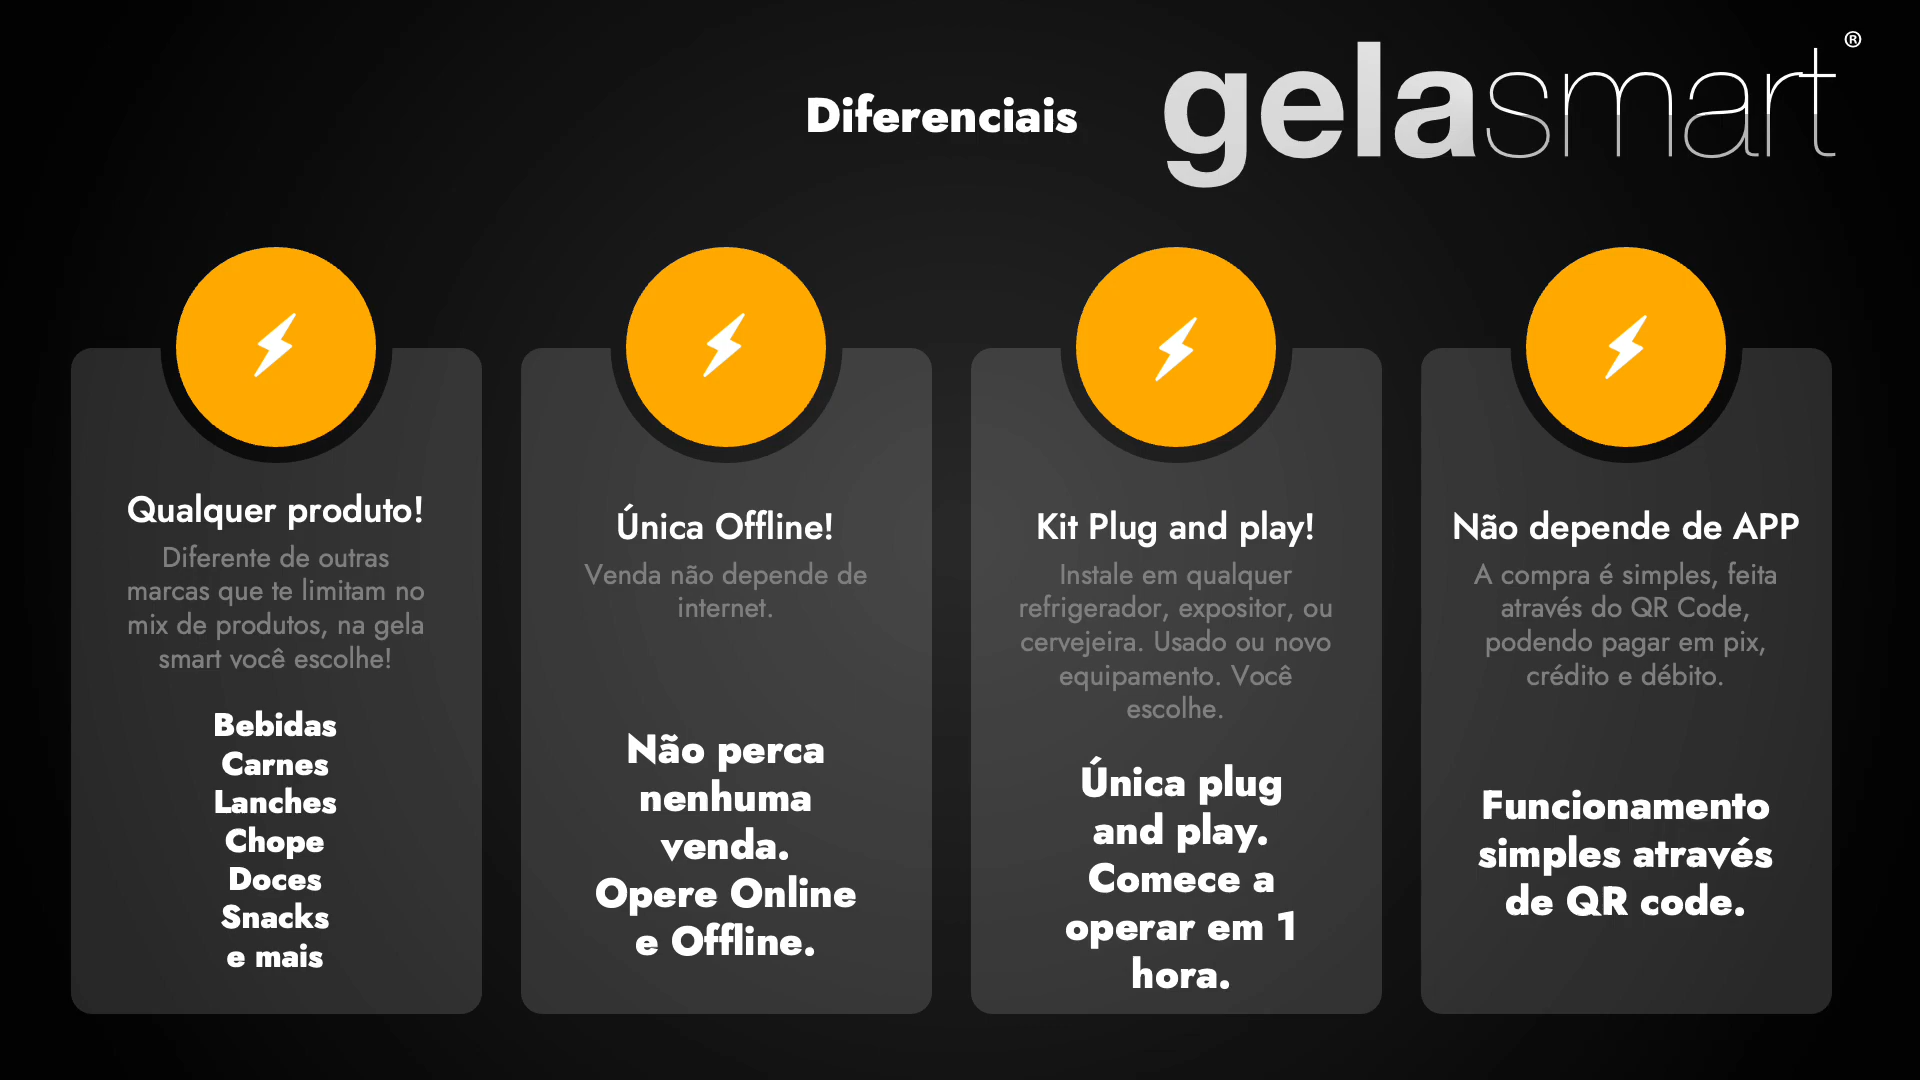 Diferenciais
gelasmart®
Qualquer produto!
Diferente de outras
marcas que te limitam no
mix de produtos, na gela
smart você escolhe!
Bebidas
Carnes
Lanches
Chope
Doces
Snacks
e mais
Única Offline!
Venda não depende de
internet.
Não perca
nenhuma
venda.
Opere Online
e Offline.
Kit Plug and play!
Instale em qualquer
refrigerador, expositor, ou
cervejeira. Usado ou novo
equipamento. Você
escolhe.
Única plug
and play.
Comece a
operar em 1
hora.
Não depende de APP
A compra é simples, feita
através do QR Code,
podendo pagar em pix,
crédito e débito.
Funcionamento
simples através
de QR code.